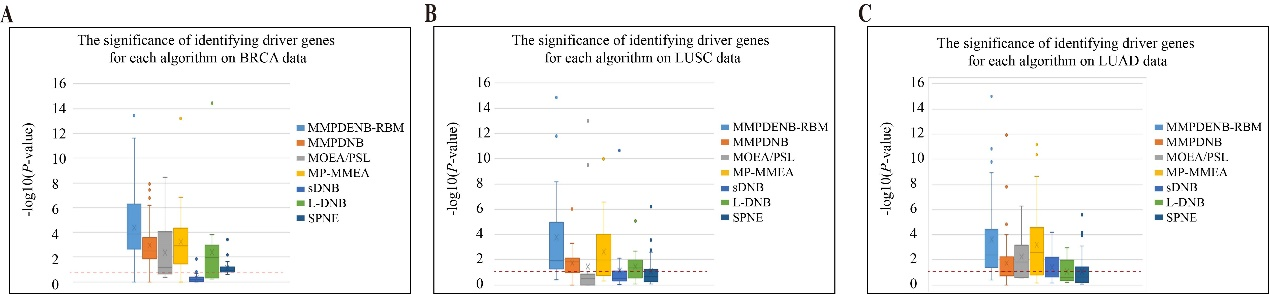 A
The significance of identifying driver genes
for each algorithm on BRCA data
-log10(P-value)
16
14
12
10
8
6
4
2
0
MMPDENB-RBM
MMPDNB
MOEA/PSL
MP-MMEA
sDNB
L-DNB
SPNE
B
The significance of identifying driver genes
for each algorithm on LUSC data
-log10(P-value)
16
14
12
10
8
6
4
2
0
MMPDENB-RBM
MMPDNB
MOEA/PSL
MP-MMEA
sDNB
L-DNB
SPNE
C
The significance of identifying driver genes
for each algorithm on LUAD data
-log10(P-value)
16
14
12
10
8
6
4
2
0
MMPDENB-RBM
MMPDNB
MOEA/PSL
MP-MMEA
sDNB
L-DNB
SPNE